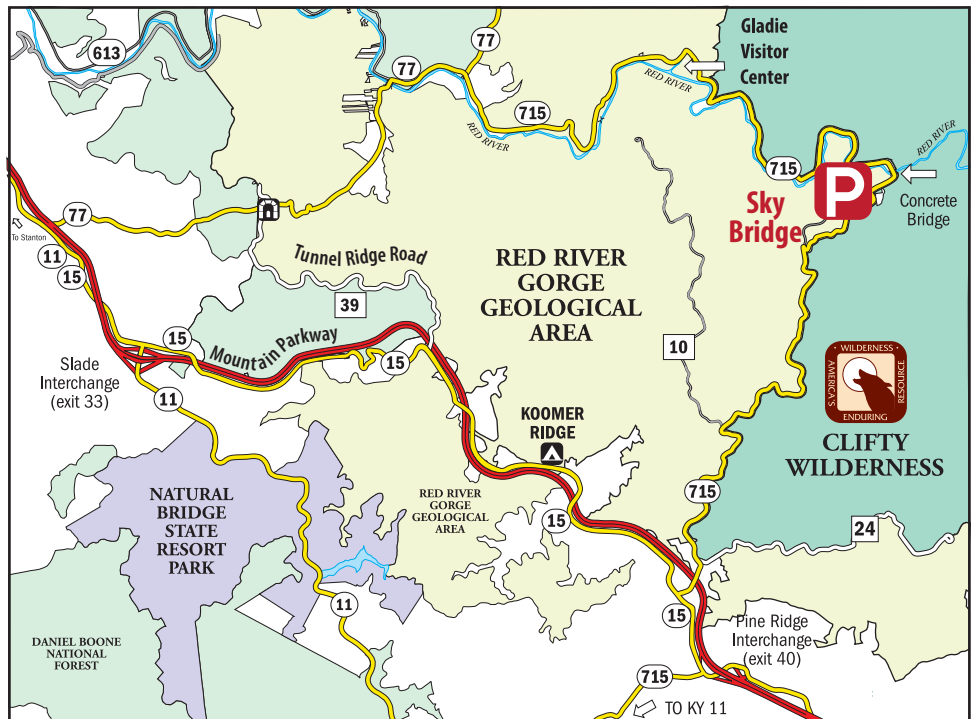 613
77
Gladie
Visitor
Center
77
715
RED RIVER
RED RIVER
RED RIVER
715
P
Sky
Bridge
Concrete
Bridge
77
To Stanton
11
15
Tunnel Ridge Road
39
RED RIVER
GORGE
GEOLOGICAL
AREA
10
15
Mountain Parkway
15
Slade
Interchange
(exit 33)
11
WILDERNESS
AMERICA'S
RESOURCE
ENDURING
KOOMER
RIDGE
CLIFTY
WILDERNESS
NATURAL
BRIDGE
STATE
RESORT
PARK
RED RIVER
GORGE
GEOLOGICAL
AREA
715
15
24
11
15
Pine Ridge
Interchange
(exit 40)
DANIEL BOONE
NATIONAL
FOREST
715
TO KY 11